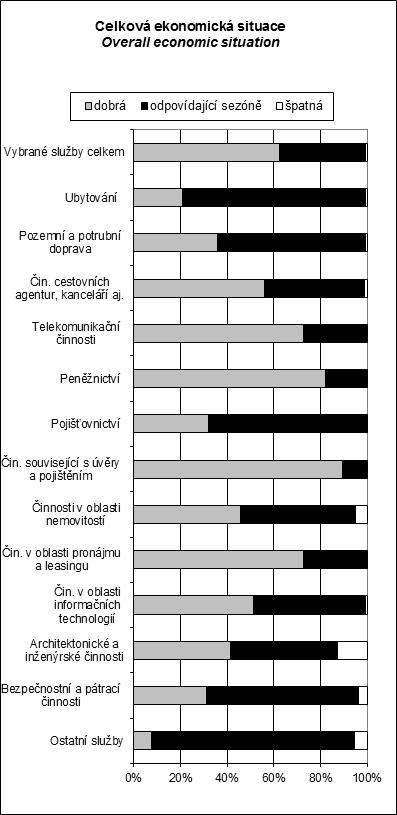 Celková ekonomická situace
Overall economic situation
dobrá odpovídající sezóně špatná
Vybrané služby celkem
Ubytování
Pozemní a potrubní
doprava
Čin. cestovních
agentur, kanceláří aj.
Telekomunikační
činnosti
Peněžnictví
Pojišťovnictví
Čin. související s úvěry
a pojištěním
Činnosti v oblasti
nemovitostí
Čin. v oblasti pronájmu
a leasingu
Čin. v oblasti
informačních
technologií
Architektonické a
inženýrské činnosti
Bezpečnostní a pátrací
činnosti
Ostatní služby
0% 20% 40% 60% 80% 100%